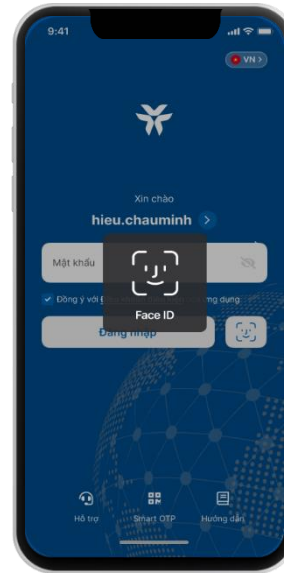 9:41
VN >
Xin chào
hieu.chauminh >
Mật khẩu
Face ID
Đồng ý với ứng dụng
Đăng nhập
Hỗ trợ
Smart OTP
Hướng dẫn